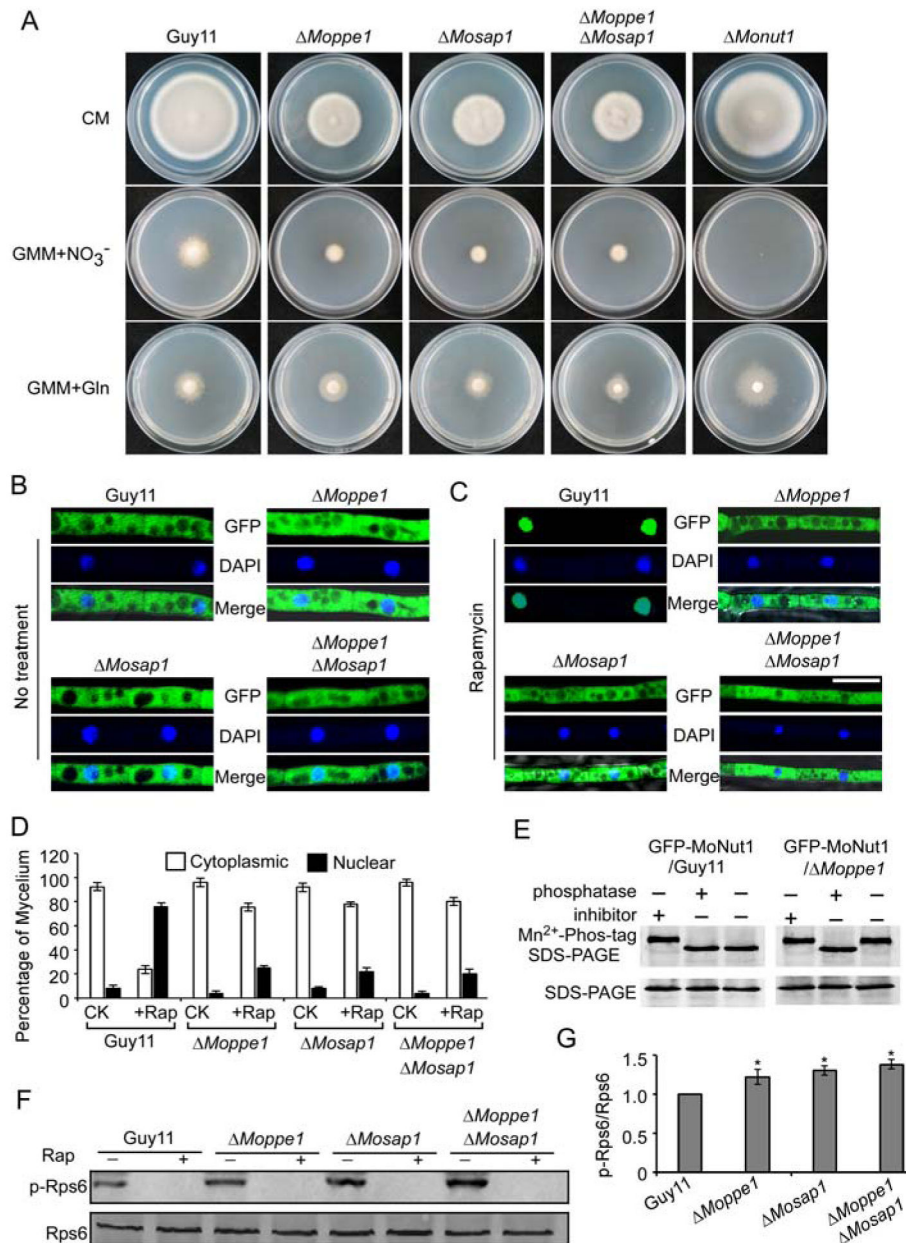 A
Guy11
ΔMoppe1
ΔMosap1
ΔMoppe1
ΔMosap1
ΔMonut1
CM
GMM+NO3⁻
GMM+Gln
B
No treatment
Guy11
ΔMoppe1
GFP
DAPI
Merge
ΔMosap1
ΔMoppe1
ΔMosap1
GFP
DAPI
Merge
C
Rapamycin
Guy11
ΔMoppe1
GFP
DAPI
Merge
ΔMosap1
ΔMoppe1
ΔMosap1
GFP
DAPI
Merge
D
Percentage of Mycelium
Cytoplasmic Nuclear
120
100
80
60
40
20
0
CK +Rap CK +Rap CK +Rap CK +Rap
Guy11
ΔMoppe1
ΔMosap1
ΔMoppe1
ΔMosap1
E
GFP-MoNut1
/Guy11
GFP-MoNut1
/ΔMoppe1
phosphatase − + − − + −
inhibitor + − − + − −
Mn2+-Phos-tag
SDS-PAGE
SDS-PAGE
F
Guy11
ΔMoppe1
ΔMosap1
ΔMoppe1
ΔMosap1
Rap − + − + − + − +
p-Rps6
Rps6
G
p-Rps6/Rps6
1.5
1.0
0.5
0
* * *
Guy11
ΔMoppe1
ΔMosap1
ΔMoppe1
ΔMosap1